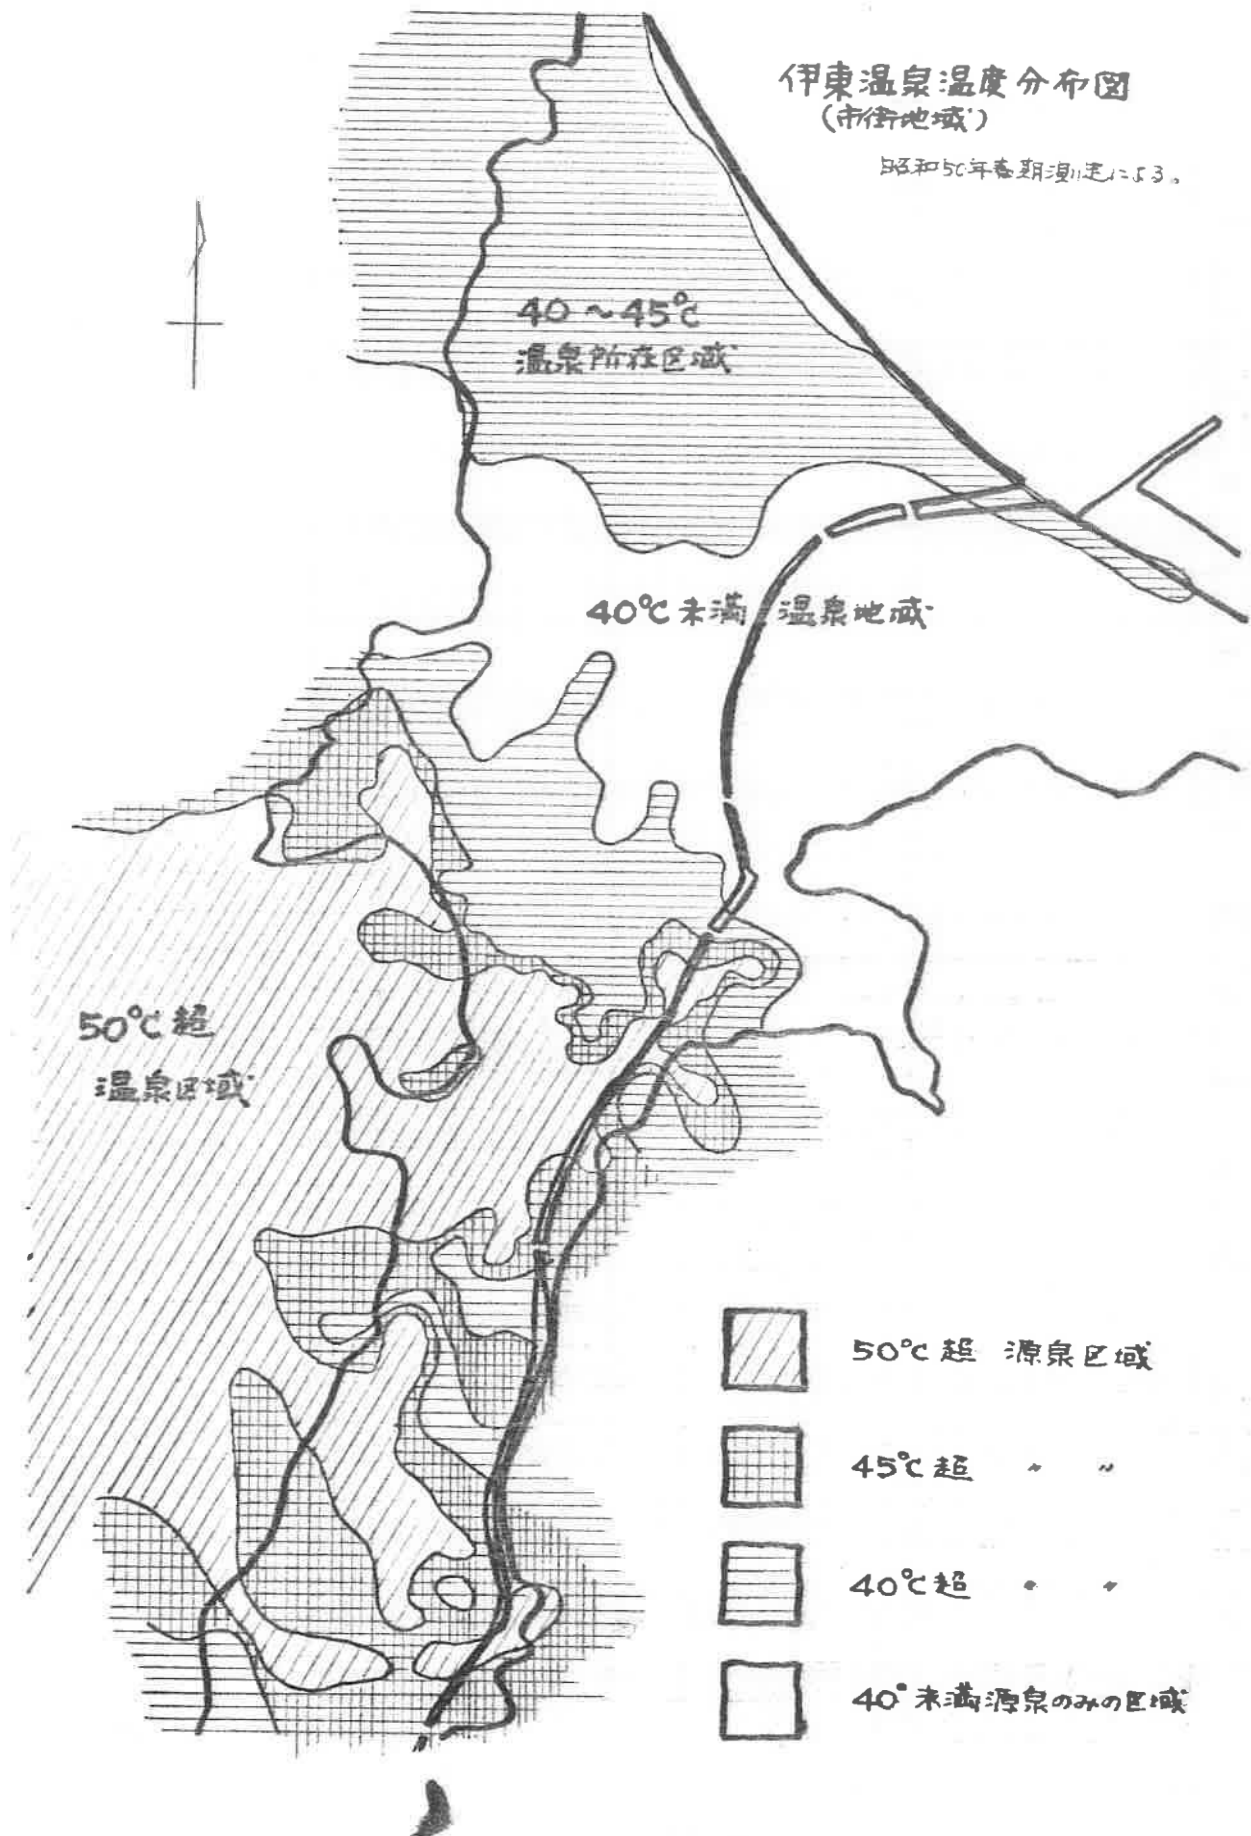 伊東温泉温度分布図
(市街地域)
昭和50年春期測定による。
40～45℃
温泉所在区域
40℃未満 温泉地域
50℃超
温泉区域
50℃超 源泉区域
45℃超 〃 〃
40℃超 〃 〃
40°未満源泉のみの区域